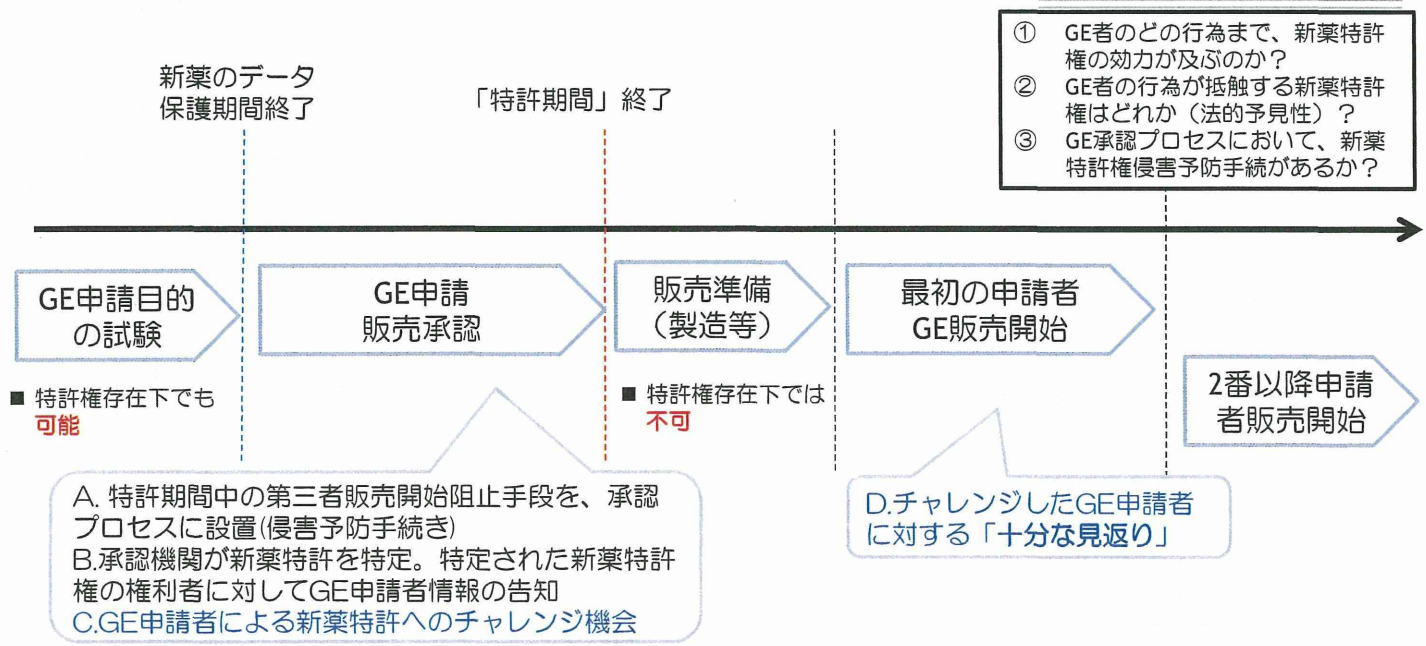 ① GE者のどの行為まで、新薬特許
権の効力が及ぶのか？
② GE者の行為が抵触する新薬特許
権はどれか（法的予見性）？
③ GE承認プロセスにおいて、新薬
特許権侵害予防手続があるか？
新薬のデータ
保護期間終了
「特許期間」終了
GE申請目的
の試験
GE申請
販売承認
販売準備
（製造等）
最初の申請者
GE販売開始
2番以降申請
者販売開始
■ 特許権存在下でも
可能
■ 特許権存在下では
不可
A. 特許期間中の第三者販売開始阻止手段を、承認
プロセスに設置(侵害予防手続き)
B.承認機関が新薬特許を特定。特定された新薬特許
権の権利者に対してGE申請者情報の告知
C.GE申請者による新薬特許へのチャレンジ機会
D.チャレンジしたGE申請者
に対する「十分な見返り」